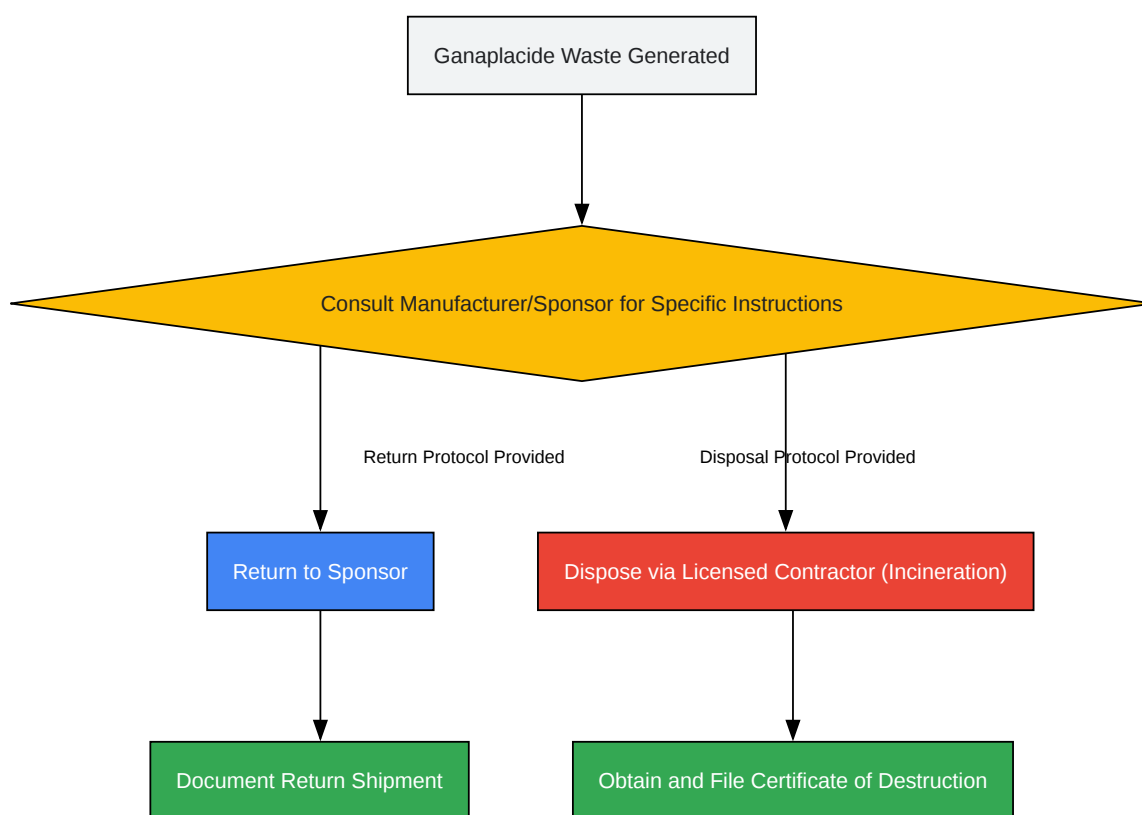 Ganaplacide Waste Generated
Consult Manufacturer/Sponsor for Specific Instructions
Return Protocol Provided
Disposal Protocol Provided
Return to Sponsor
Dispose via Licensed Contractor (Incineration)
Document Return Shipment
Obtain and File Certificate of Destruction